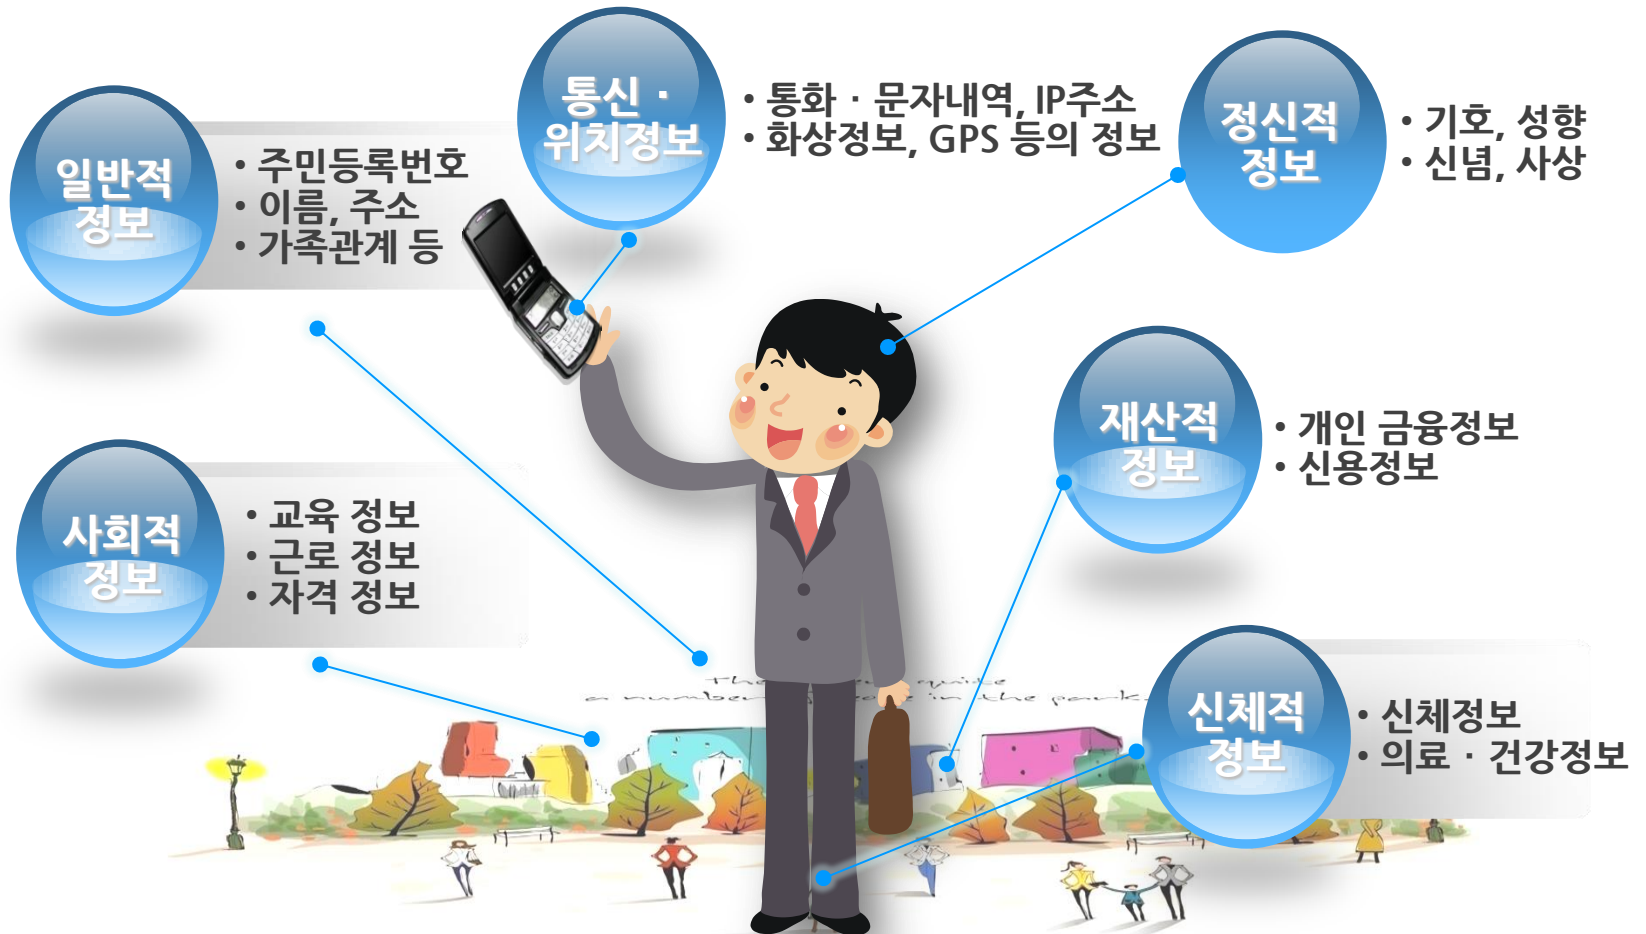 일반적
정보
• 주민등록번호
• 이름, 주소
• 가족관계 등
통신 ·
위치정보
• 통화 · 문자내역, IP주소
• 화상정보, GPS 등의 정보
정신적
정보
• 기호, 성향
• 신념, 사상
재산적
정보
• 개인 금융정보
• 신용정보
사회적
정보
• 교육 정보
• 근로 정보
• 자격 정보
신체적
정보
• 신체정보
• 의료 · 건강정보
quite
a number in the park.